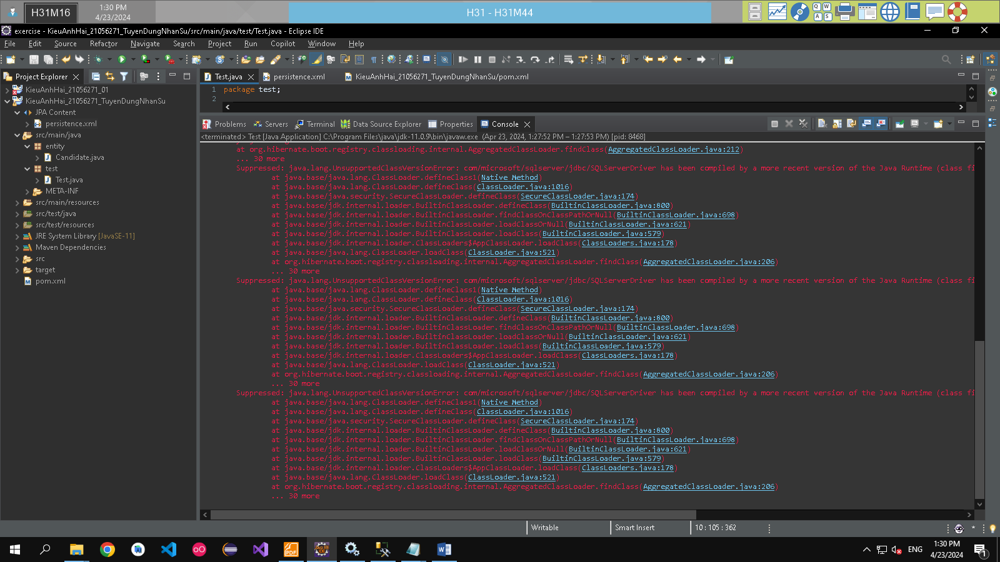 H31M16
1:30 PM
4/23/2024
H31 - H31M44
Q W
A S
exercise - KieuAnhHai_21056271_TuyenDungNhanSu/src/main/java/test/Test.java - Eclipse IDE
File Edit Source Refactor Navigate Search Project Run Copilot Window Help
Project Explorer
Test.java persistence.xml KieuAnhHai_21056271_TuyenDungNhanSu/pom.xml
KieuAnhHai_21056271_01
KieuAnhHai_21056271_TuyenDungNhanSu
JPA Content
persistence.xml
src/main/java
entity
Candidate.java
test
Test.java
META-INF
src/main/resources
src/test/java
src/test/resources
JRE System Library [JavaSE-11]
Maven Dependencies
src
target
pom.xml
1 package test;
2
Problems Servers Terminal Data Source Explorer Properties Console
<terminated> Test [Java Application] C:\Program Files\java\jdk-11.0.9\bin\javaw.exe (Apr 23, 2024, 1:27:52 PM – 1:27:53 PM) [pid: 8468]
at org.hibernate.boot.registry.classloading.internal.AggregatedClassLoader.findClass(AggregatedClassLoader.java:212)
... 30 more
Suppressed: java.lang.UnsupportedClassVersionError: com/microsoft/sqlserver/jdbc/SQLServerDriver has been compiled by a more recent version of the Java Runtime (class fi
at java.base/java.lang.ClassLoader.defineClass1(Native Method)
at java.base/java.lang.ClassLoader.defineClass(ClassLoader.java:1016)
at java.base/java.security.SecureClassLoader.defineClass(SecureClassLoader.java:174)
at java.base/jdk.internal.loader.BuiltinClassLoader.defineClass(BuiltinClassLoader.java:800)
at java.base/jdk.internal.loader.BuiltinClassLoader.findClassOnClassPathOrNull(BuiltinClassLoader.java:698)
at java.base/jdk.internal.loader.BuiltinClassLoader.loadClassOrNull(BuiltinClassLoader.java:621)
at java.base/jdk.internal.loader.BuiltinClassLoader.loadClass(BuiltinClassLoader.java:579)
at java.base/jdk.internal.loader.ClassLoaders$AppClassLoader.loadClass(ClassLoaders.java:178)
at java.base/java.lang.ClassLoader.loadClass(ClassLoader.java:521)
at org.hibernate.boot.registry.classloading.internal.AggregatedClassLoader.findClass(AggregatedClassLoader.java:206)
... 30 more
Suppressed: java.lang.UnsupportedClassVersionError: com/microsoft/sqlserver/jdbc/SQLServerDriver has been compiled by a more recent version of the Java Runtime (class fi
at java.base/java.lang.ClassLoader.defineClass1(Native Method)
at java.base/java.lang.ClassLoader.defineClass(ClassLoader.java:1016)
at java.base/java.security.SecureClassLoader.defineClass(SecureClassLoader.java:174)
at java.base/jdk.internal.loader.BuiltinClassLoader.defineClass(BuiltinClassLoader.java:800)
at java.base/jdk.internal.loader.BuiltinClassLoader.findClassOnClassPathOrNull(BuiltinClassLoader.java:698)
at java.base/jdk.internal.loader.BuiltinClassLoader.loadClassOrNull(BuiltinClassLoader.java:621)
at java.base/jdk.internal.loader.BuiltinClassLoader.loadClass(BuiltinClassLoader.java:579)
at java.base/jdk.internal.loader.ClassLoaders$AppClassLoader.loadClass(ClassLoaders.java:178)
at java.base/java.lang.ClassLoader.loadClass(ClassLoader.java:521)
at org.hibernate.boot.registry.classloading.internal.AggregatedClassLoader.findClass(AggregatedClassLoader.java:206)
... 30 more
Suppressed: java.lang.UnsupportedClassVersionError: com/microsoft/sqlserver/jdbc/SQLServerDriver has been compiled by a more recent version of the Java Runtime (class fi
at java.base/java.lang.ClassLoader.defineClass1(Native Method)
at java.base/java.lang.ClassLoader.defineClass(ClassLoader.java:1016)
at java.base/java.security.SecureClassLoader.defineClass(SecureClassLoader.java:174)
at java.base/jdk.internal.loader.BuiltinClassLoader.defineClass(BuiltinClassLoader.java:800)
at java.base/jdk.internal.loader.BuiltinClassLoader.findClassOnClassPathOrNull(BuiltinClassLoader.java:698)
at java.base/jdk.internal.loader.BuiltinClassLoader.loadClassOrNull(BuiltinClassLoader.java:621)
at java.base/jdk.internal.loader.BuiltinClassLoader.loadClass(BuiltinClassLoader.java:579)
at java.base/jdk.internal.loader.ClassLoaders$AppClassLoader.loadClass(ClassLoaders.java:178)
at java.base/java.lang.ClassLoader.loadClass(ClassLoader.java:521)
at org.hibernate.boot.registry.classloading.internal.AggregatedClassLoader.findClass(AggregatedClassLoader.java:206)
... 30 more
Writable Smart Insert 10 : 105 : 362
PDF
ENG
1:30 PM
4/23/2024
1